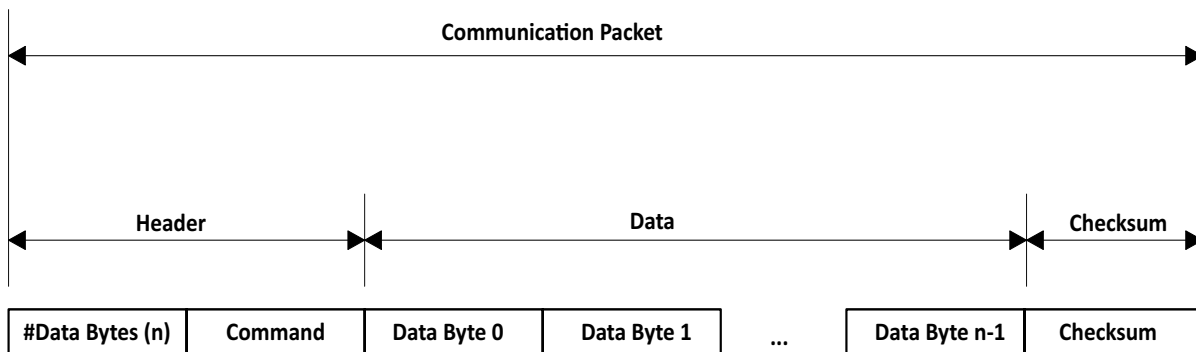 Communication Packet
Header Data Checksum
#Data Bytes (n) Command Data Byte 0 Data Byte 1 ... Data Byte n-1 Checksum